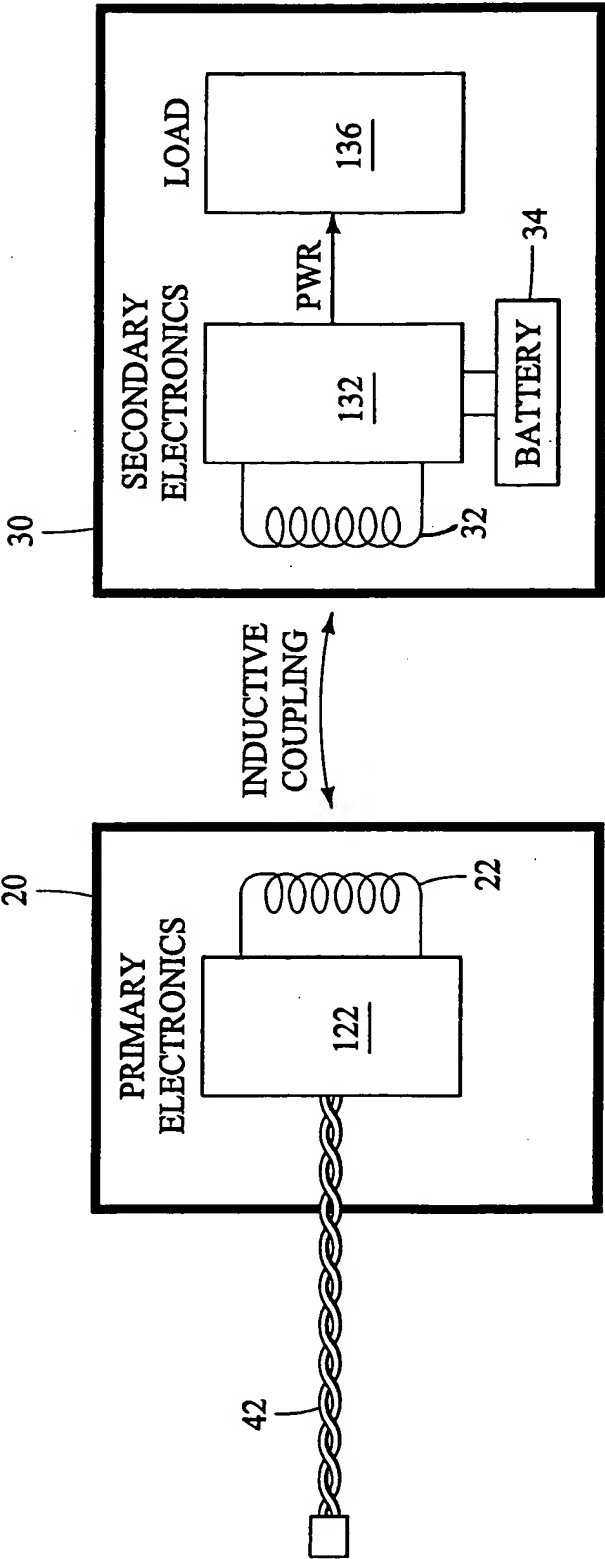 20
PRIMARY
ELECTRONICS
122
22
42
INDUCTIVE
COUPLING
30
SECONDARY
ELECTRONICS
132
32
PWR
LOAD
136
BATTERY
34